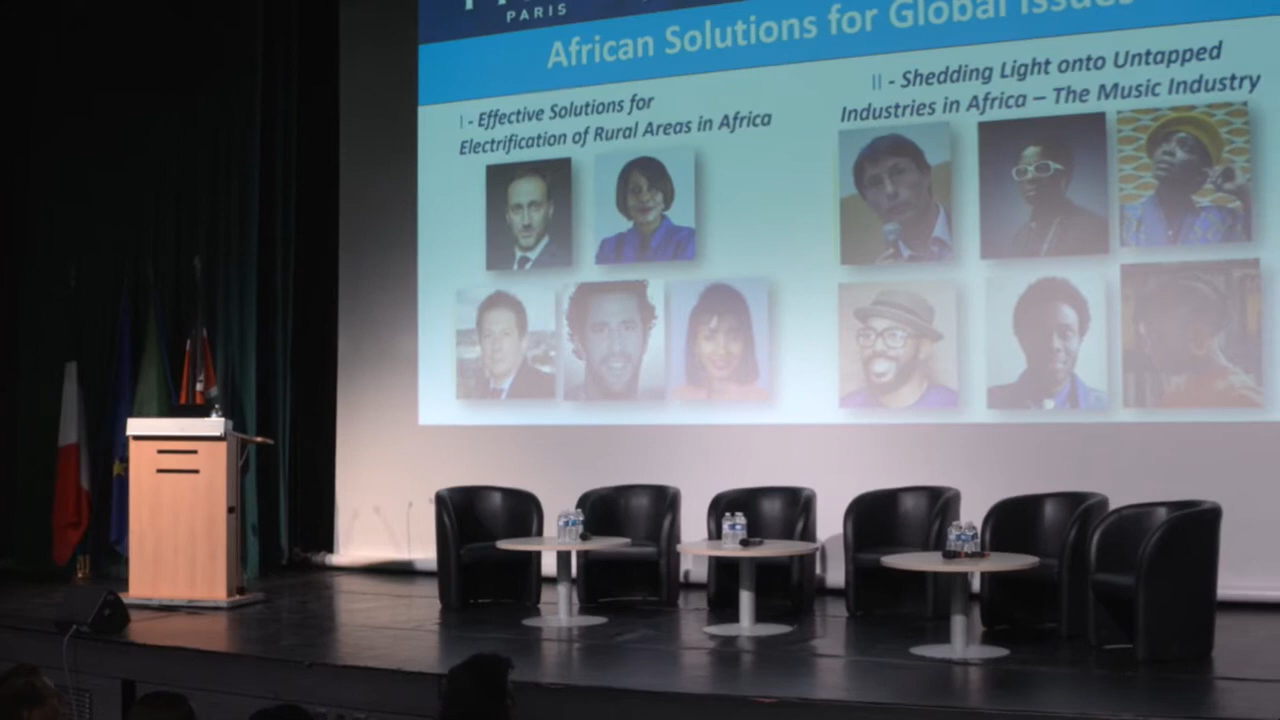 PARIS
African Solutions for Global Issues
I - Effective Solutions for
Electrification of Rural Areas in Africa
II - Shedding Light onto Untapped
Industries in Africa – The Music Industry